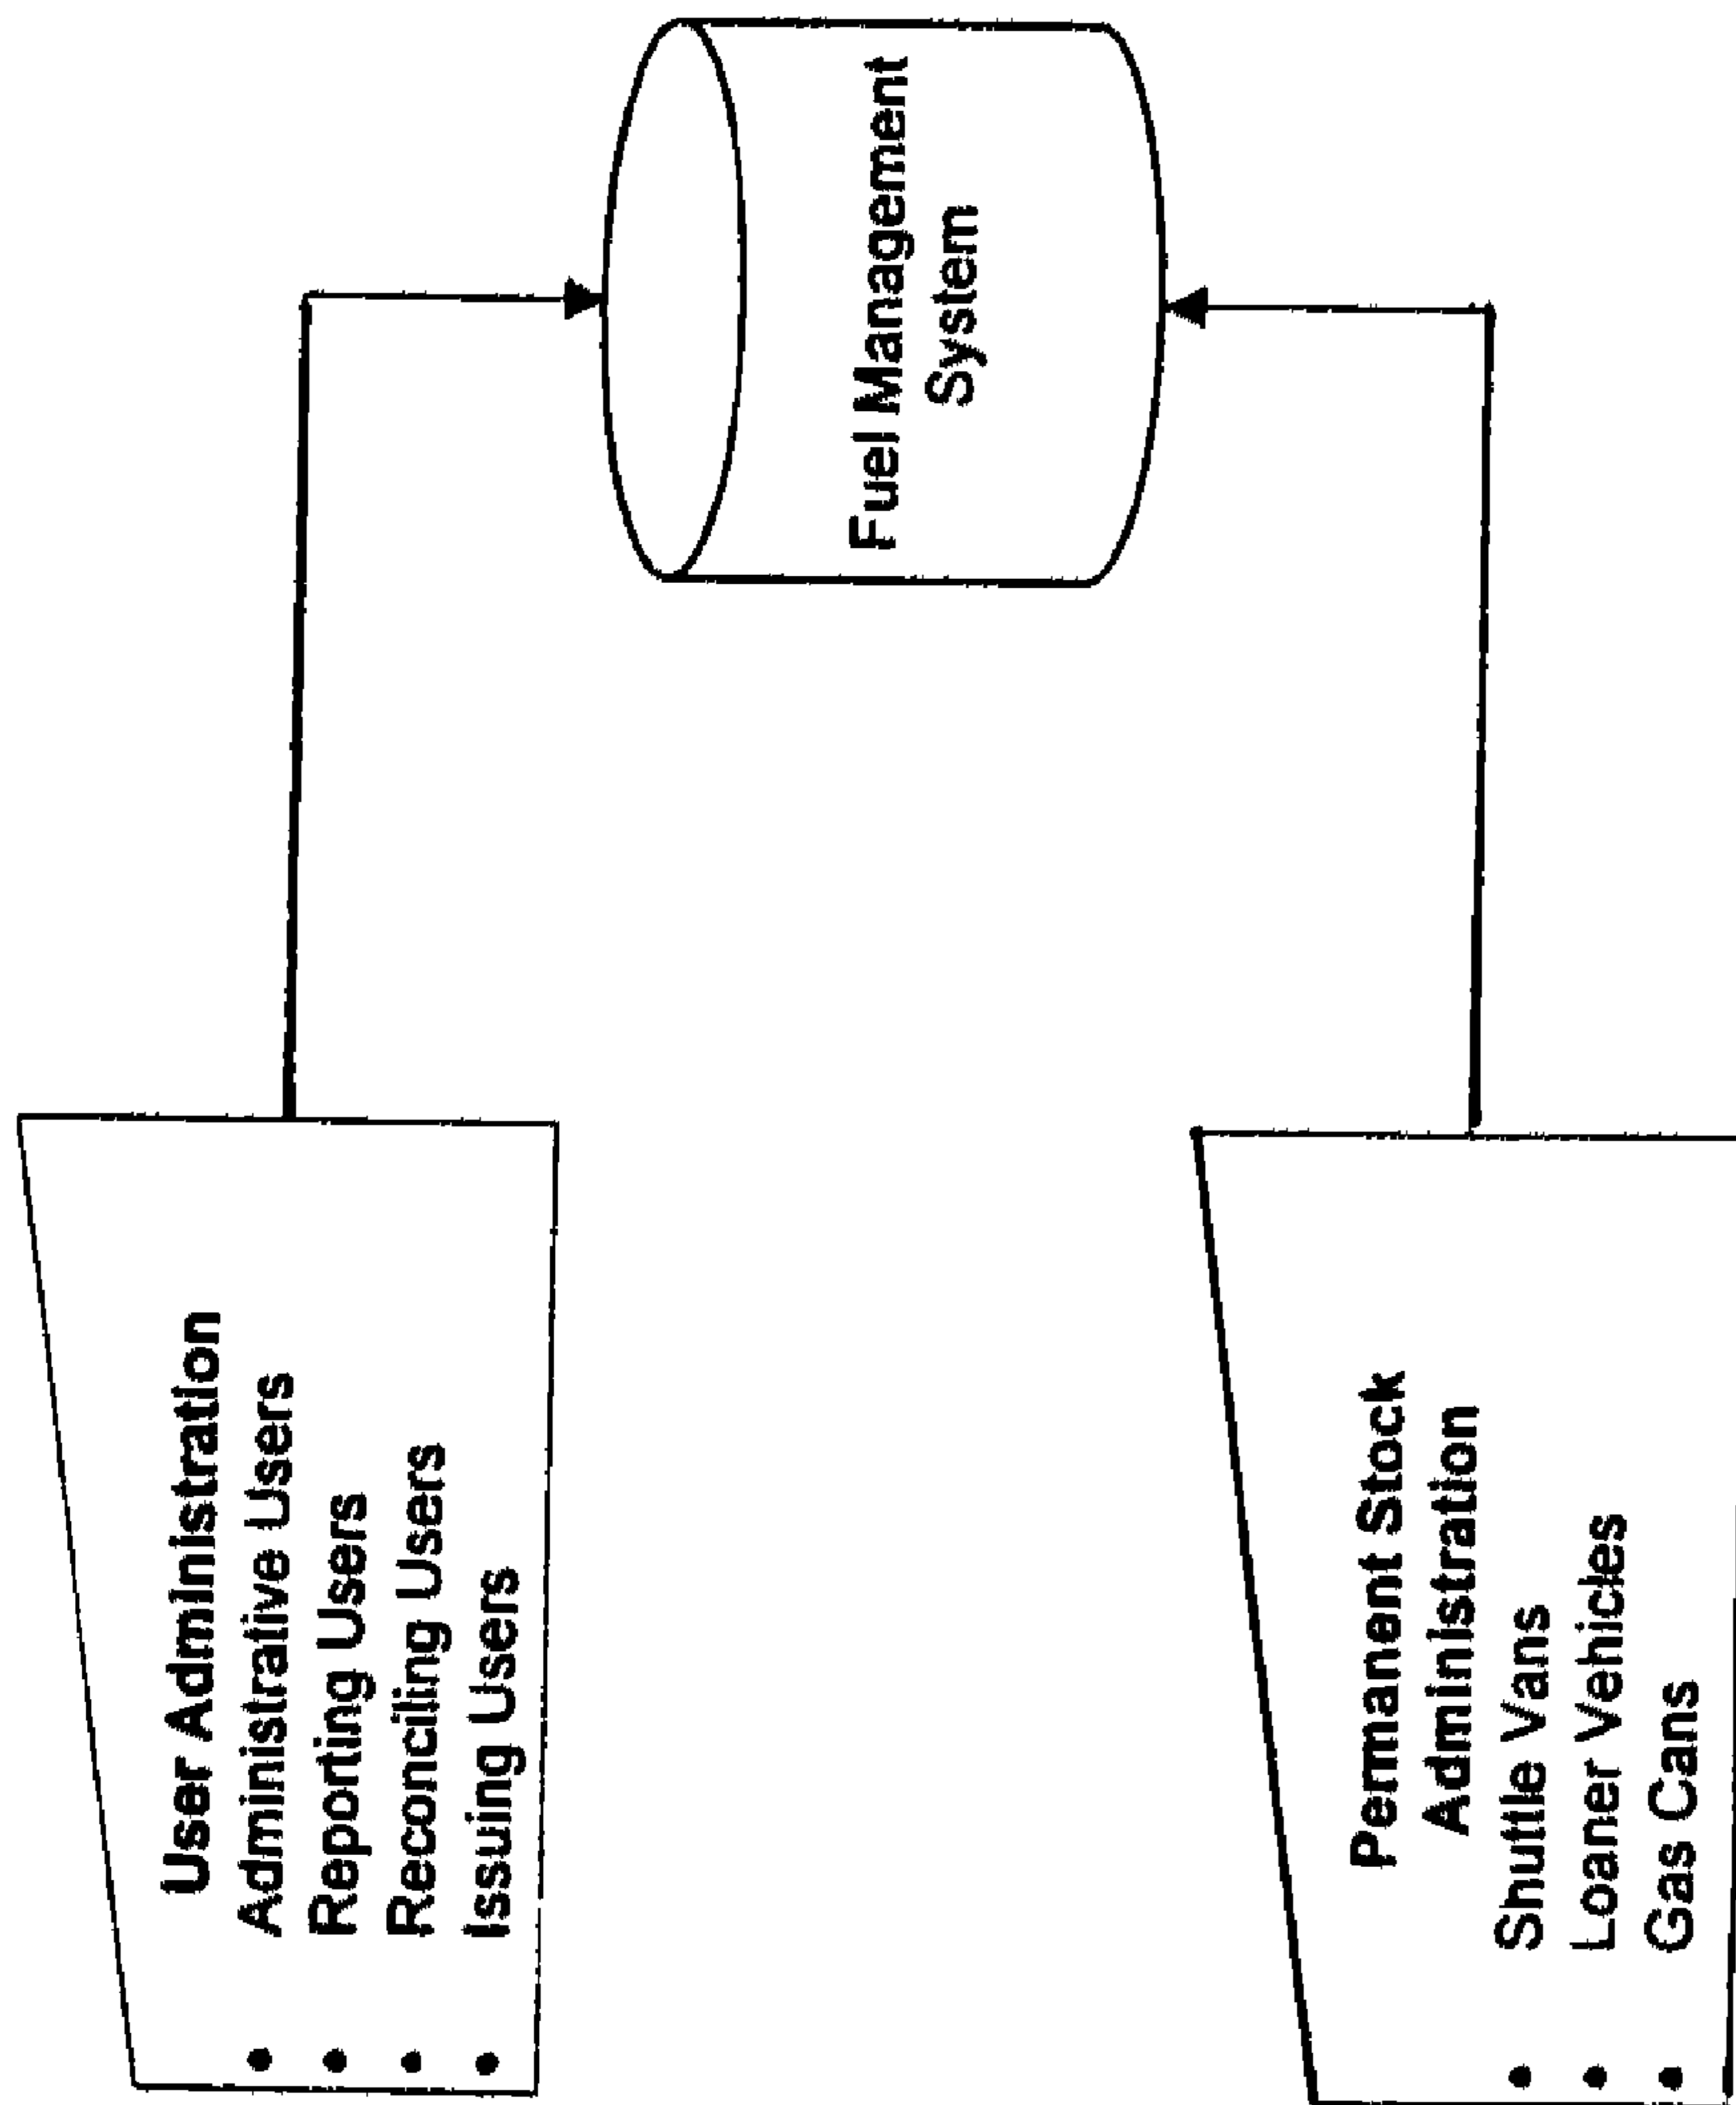 User Administration
• Administrative Users
• Reporting Users
• Reconciling Users
• Issuing Users
Fuel Management
System
Permanent Stock
Administration
• Shuttle Vans
• Loaner Vehicles
• Gas Cans